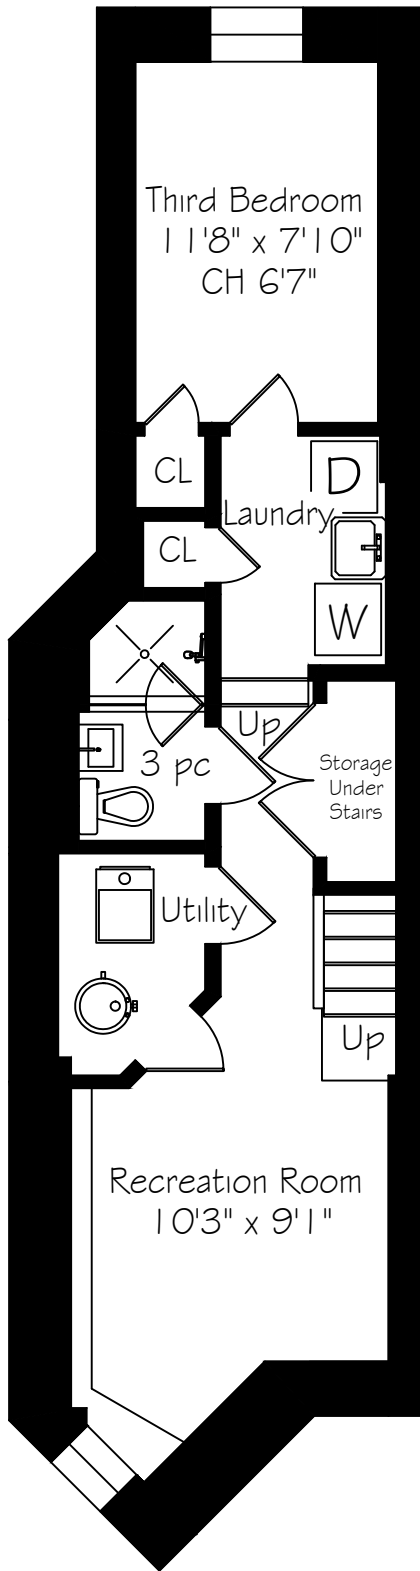 Third Bedroom
11'8" x 7'10"
CH 6'7"
CL
D
Laundry
CL
W
Up
3 pc
Storage
Under
Stairs
Utility
Up
Recreation Room
10'3" x 9'1"